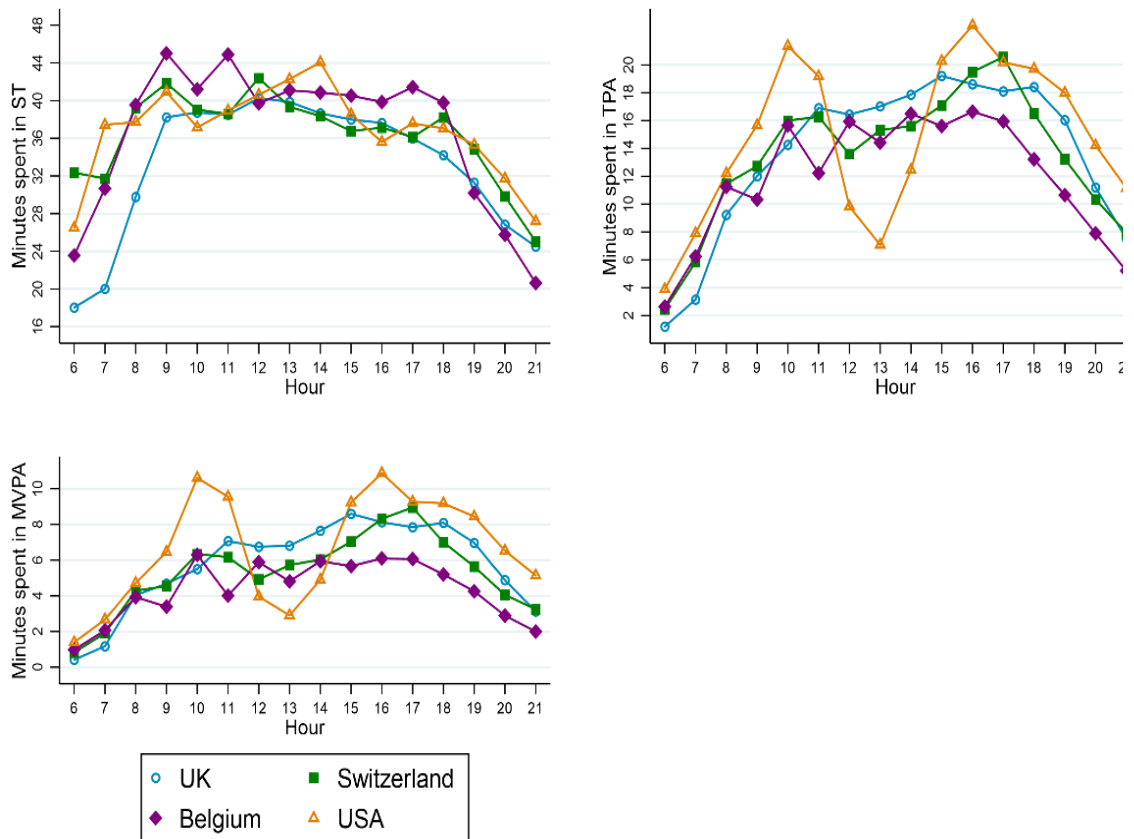 Minutes spent in ST
48
44
40
36
32
28
24
20
16
6 7 8 9 10 11 12 13 14 15 16 17 18 19 20 21
Hour
Minutes spent in TPA
20
18
16
14
12
10
8
6
4
2
6 7 8 9 10 11 12 13 14 15 16 17 18 19 20
Hour
Minutes spent in MVPA
10
8
6
4
2
0
6 7 8 9 10 11 12 13 14 15 16 17 18 19 20 21
Hour
UK Switzerland
Belgium USA